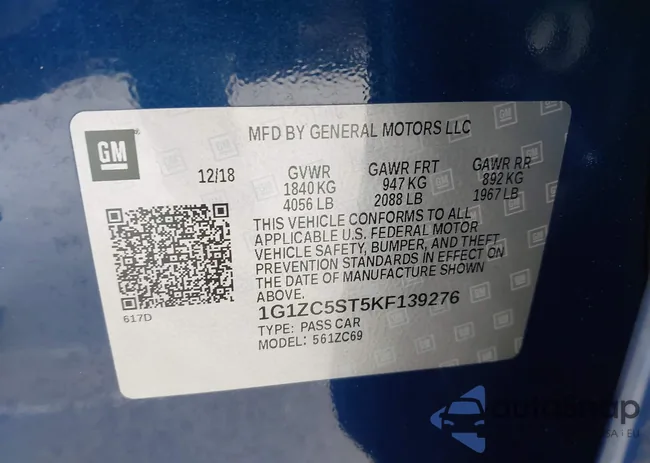 GM
MFD BY GENERAL MOTORS LLC
12/18
GVWR GAWR FRT GAWR RR
1840 KG 947 KG 892 KG
4056 LB 2088 LB 1967 LB
THIS VEHICLE CONFORMS TO ALL
APPLICABLE U.S. FEDERAL MOTOR
VEHICLE SAFETY, BUMPER, AND THEFT
PREVENTION STANDARDS IN EFFECT ON
THE DATE OF MANUFACTURE SHOWN
ABOVE.
1G1ZC5ST5KF139276
617D
TYPE: PASS CAR
MODEL: 561ZC69
autosnap